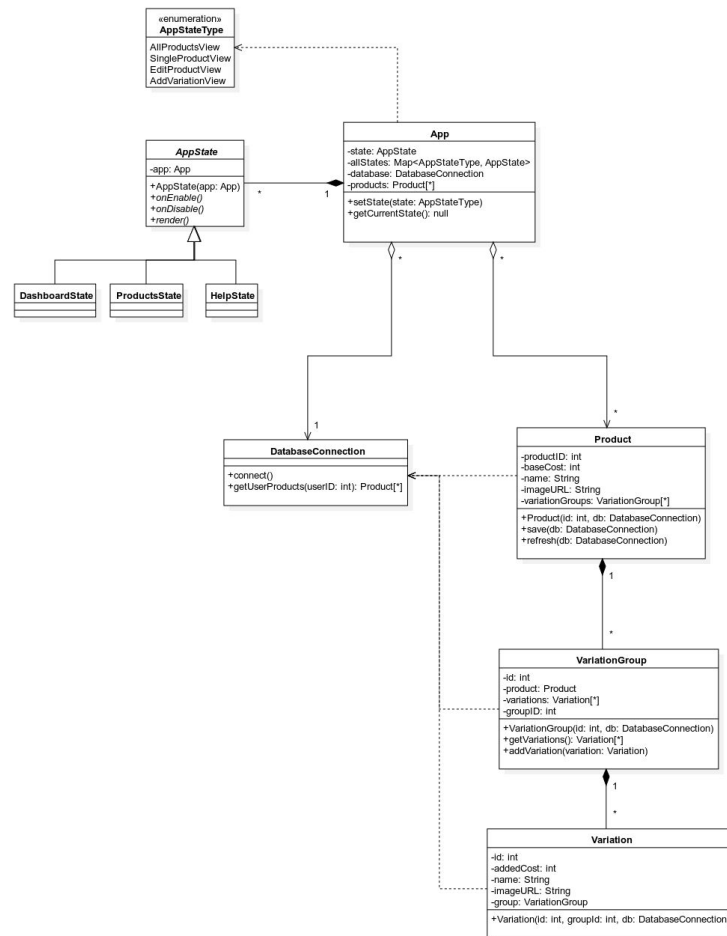 «enumeration»
AppStateType
AllProductsView
SingleProductView
EditProductView
AddVariationView
App
-state: AppState
-allStates: Map<AppStateType, AppState>
-database: DatabaseConnection
-products: Product[*]
+setState(state: AppStateType)
+getCurrentState(): null
AppState
-app: App
+AppState(app: App)
+onEnable()
+onDisable()
+render()
*
1
*
*
DashboardState
ProductsState
HelpState
1
*
DatabaseConnection
+connect()
+getUserProducts(userID: int): Product[*]
Product
-productID: int
-baseCost: int
-name: String
-imageURL: String
-variationGroups: VariationGroup[*]
+Product(id: int, db: DatabaseConnection)
+save(db: DatabaseConnection)
+refresh(db: DatabaseConnection)
1
*
VariationGroup
-id: int
-product: Product
-variations: Variation[*]
-groupID: int
+VariationGroup(id: int, db: DatabaseConnection)
+getVariations(): Variation[*]
+addVariation(variation: Variation)
1
*
Variation
-id: int
-addedCost: int
-name: String
-imageURL: String
-group: VariationGroup
+Variation(id: int, groupId: int, db: DatabaseConnection